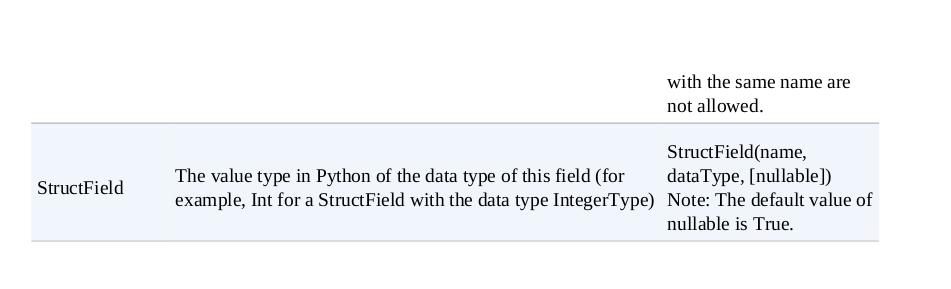 with the same name are
not allowed.
StructField
The value type in Python of the data type of this field (for
example, Int for a StructField with the data type IntegerType)
StructField(name,
dataType, [nullable])
Note: The default value of
nullable is True.